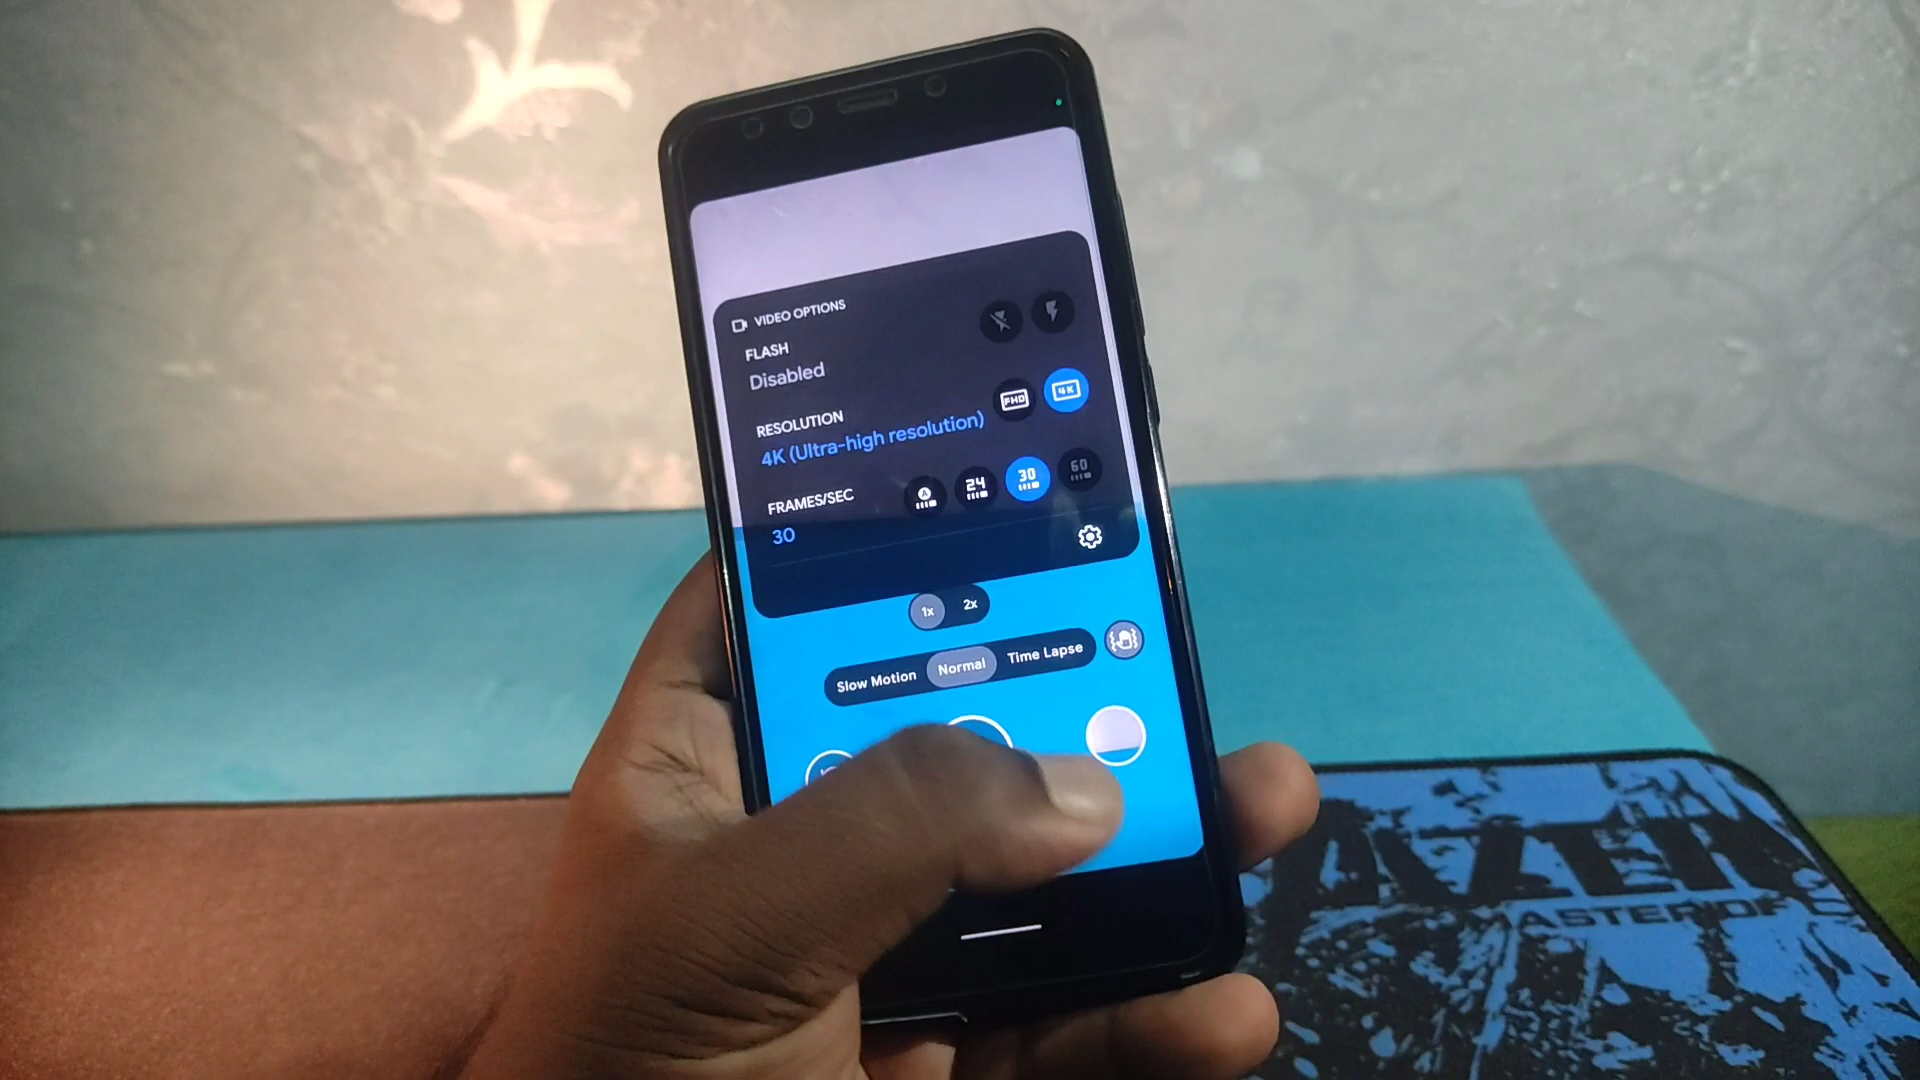 VIDEO OPTIONS
FLASH
Disabled
RESOLUTION
4K (Ultra-high resolution)
FHD 4K
FRAMES/SEC
30
A 24 30 60
1x 2x
Slow Motion Normal Time Lapse